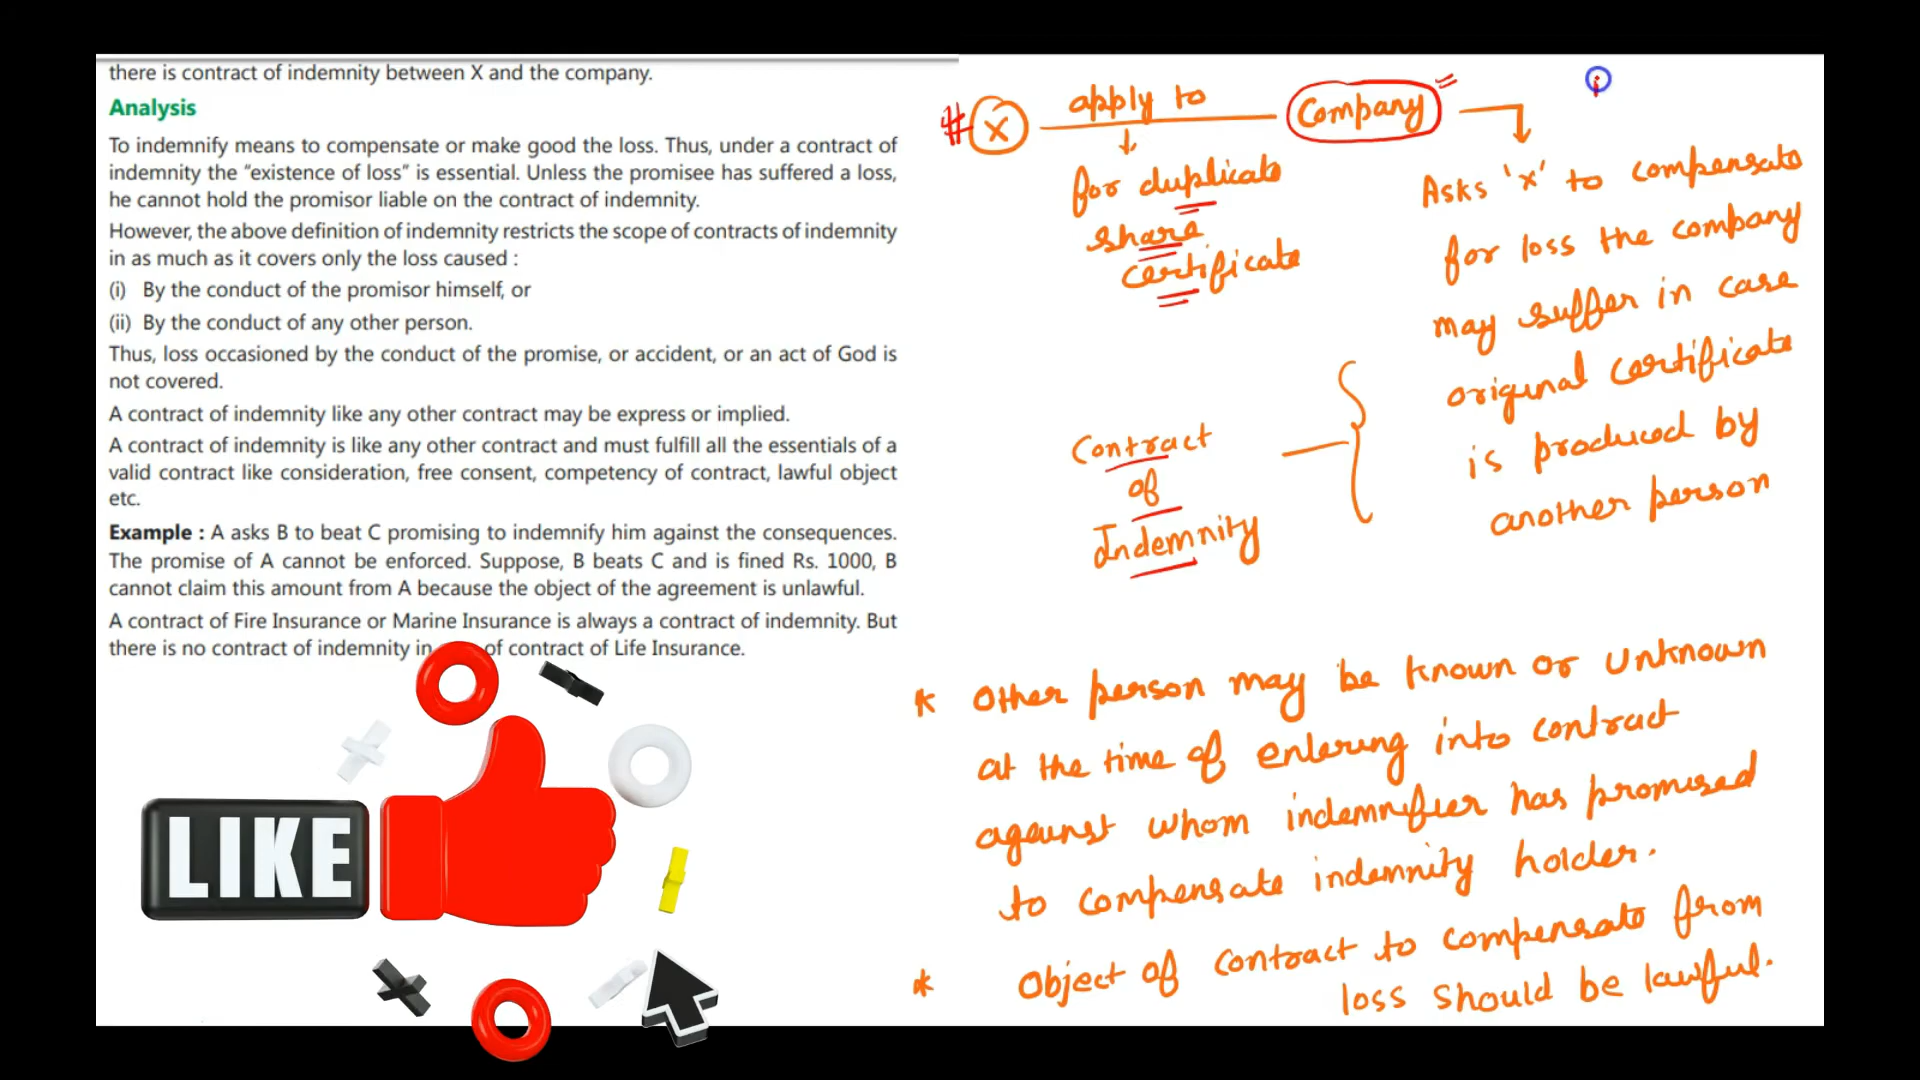 there is contract of indemnity between X and the company.
Analysis
To indemnify means to compensate or make good the loss. Thus, under a contract of
indemnity the “existence of loss” is essential. Unless the promisee has suffered a loss,
he cannot hold the promisor liable on the contract of indemnity.
However, the above definition of indemnity restricts the scope of contracts of indemnity
in as much as it covers only the loss caused :
(i) By the conduct of the promisor himself, or
(ii) By the conduct of any other person.
Thus, loss occasioned by the conduct of the promise, or accident, or an act of God is
not covered.
A contract of indemnity like any other contract may be express or implied.
A contract of indemnity is like any other contract and must fulfill all the essentials of a
valid contract like consideration, free consent, competency of contract, lawful object
etc.
Example : A asks B to beat C promising to indemnify him against the consequences.
The promise of A cannot be enforced. Suppose, B beats C and is fined Rs. 1000, B
cannot claim this amount from A because the object of the agreement is unlawful.
A contract of Fire Insurance or Marine Insurance is always a contract of indemnity. But
there is no contract of indemnity in of contract of Life Insurance.
LIKE
# X apply to Company
for duplicate
share
certificate
Asks 'x' to compensate
for loss the company
may suffer in case
original certificate
is produced by
another person
Contract
of
Indemnity
* Other person may be known or unknown
at the time of entering into contract
against whom indemnifier has promised
to compensate indemnity holder.
* Object of contract to compensate from
loss should be lawful.